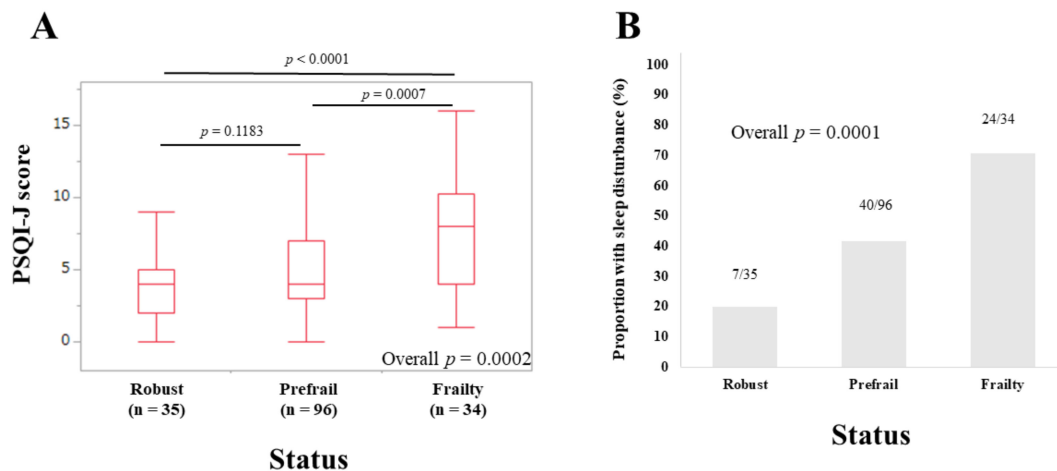 A
p < 0.0001
p = 0.0007
p = 0.1183
PSQI-J score
15
10
5
0
Overall p = 0.0002
Robust
(n = 35)
Prefrail
(n = 96)
Frailty
(n = 34)
Status
B
Proportion with sleep disturbance (%)
100
90
80
70
60
50
40
30
20
10
0
Overall p = 0.0001
7/35
40/96
24/34
Robust
Prefrail
Frailty
Status